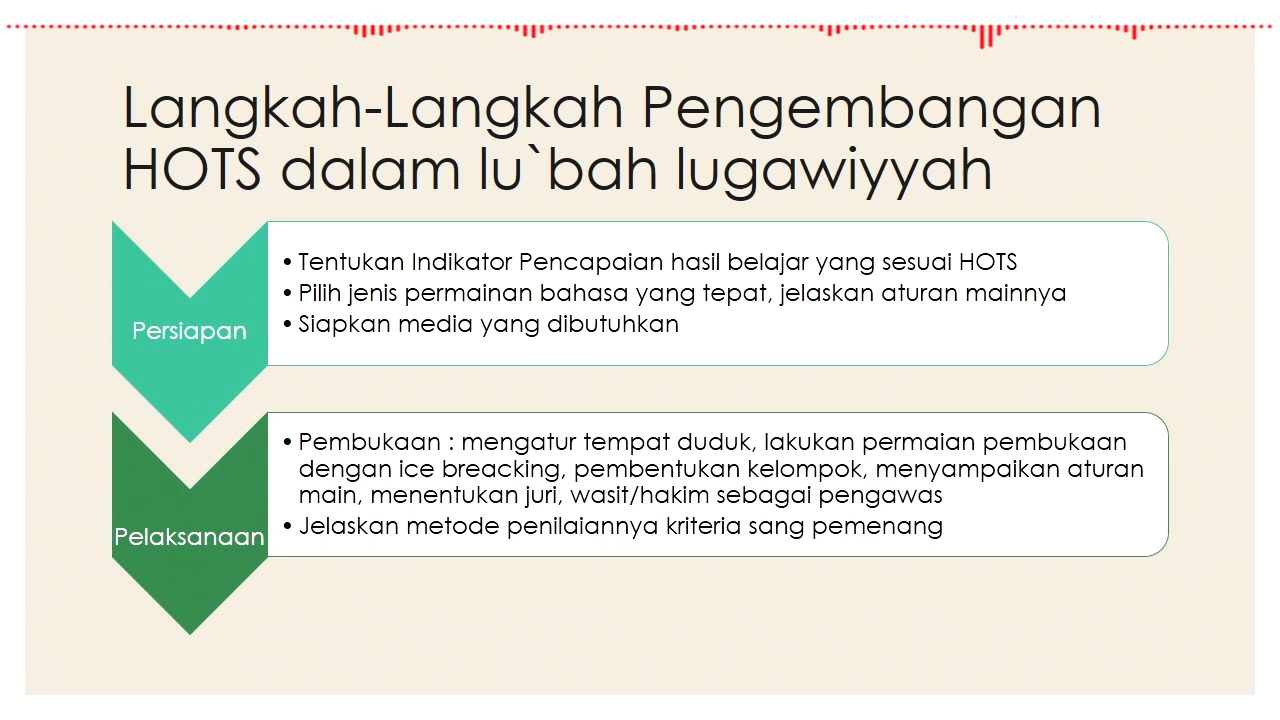 Langkah-Langkah Pengembangan
HOTS dalam lu`bah lugawiyyah
Persiapan
• Tentukan Indikator Pencapaian hasil belajar yang sesuai HOTS
• Pilih jenis permainan bahasa yang tepat, jelaskan aturan mainnya
• Siapkan media yang dibutuhkan
Pelaksanaan
• Pembukaan : mengatur tempat duduk, lakukan permaian pembukaan
dengan ice breacking, pembentukan kelompok, menyampaikan aturan
main, menentukan juri, wasit/hakim sebagai pengawas
• Jelaskan metode penilaiannya kriteria sang pemenang